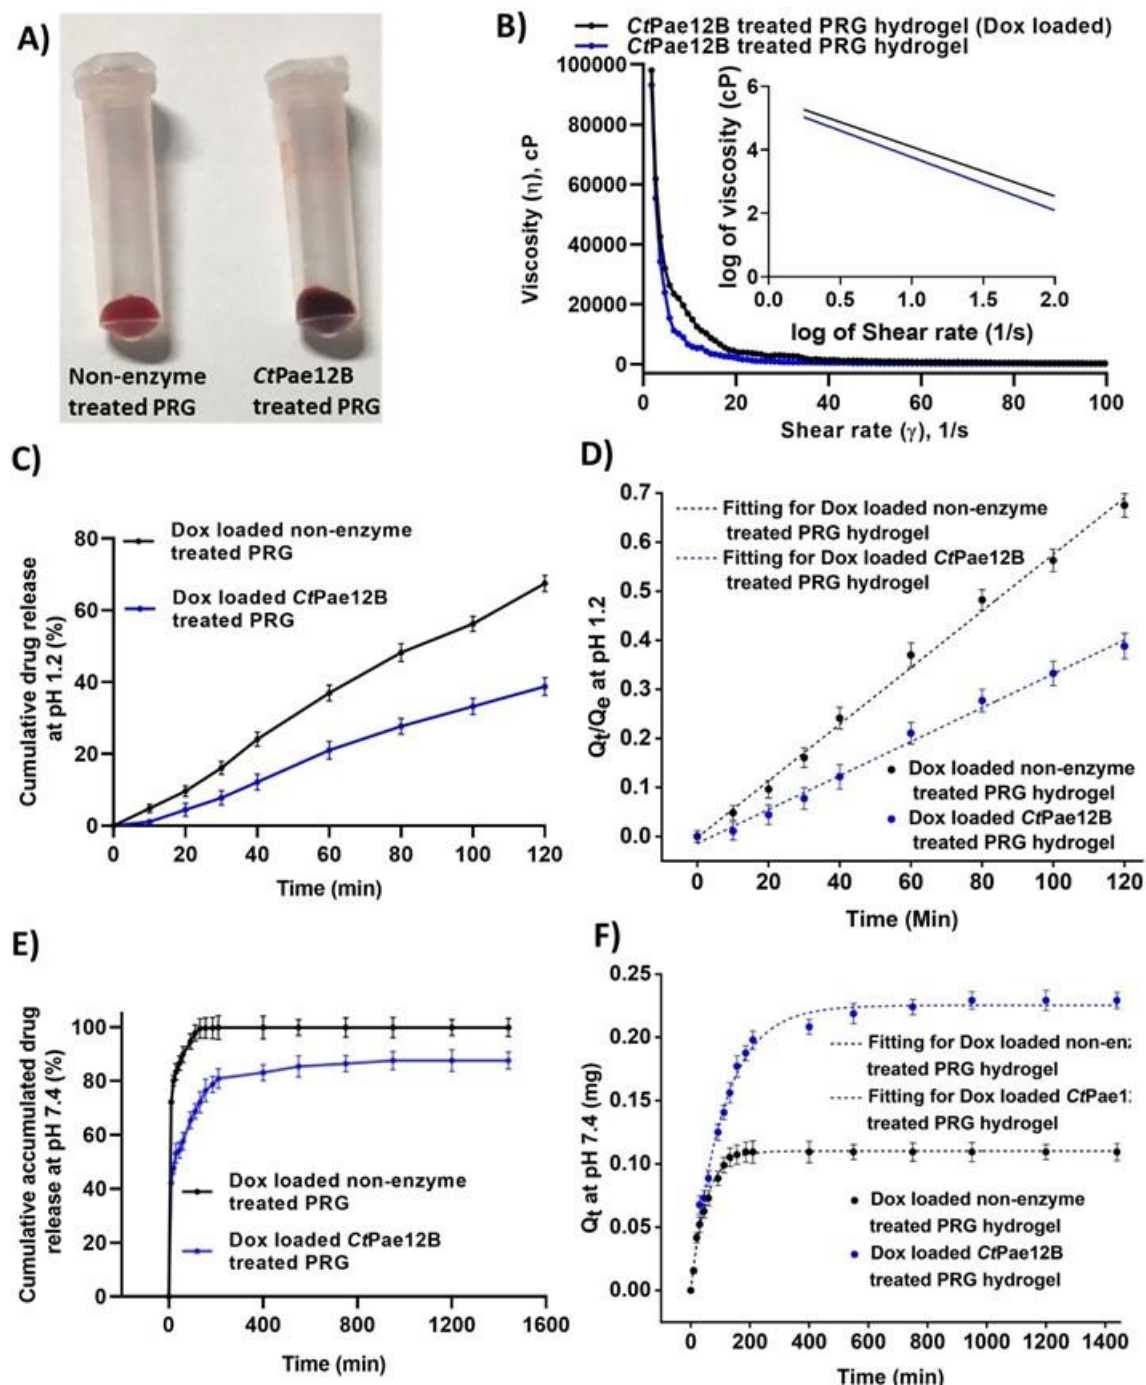 A)
Non-enzyme
treated PRG
CtPae12B
treated PRG
B)
CtPae12B treated PRG hydrogel (Dox loaded)
CtPae12B treated PRG hydrogel
Viscosity (η), cP
100000
80000
60000
40000
20000
0
0
20
40
60
80
100
Shear rate (γ), 1/s
log of viscosity (cP)
6
4
2
0
0.0
0.5
1.0
1.5
2.0
log of Shear rate (1/s)
C)
Cumulative drug release
at pH 1.2 (%)
80
60
40
20
0
Dox loaded non-enzyme
treated PRG
Dox loaded CtPae12B
treated PRG
0
20
40
60
80
100
120
Time (min)
D)
Qt/Qe at pH 1.2
0.7
0.6
0.5
0.4
0.3
0.2
0.1
0.0
Fitting for Dox loaded non-enzyme
treated PRG hydrogel
Fitting for Dox loaded CtPae12B
treated PRG hydrogel
Dox loaded non-enzyme
treated PRG hydrogel
Dox loaded CtPae12B
treated PRG hydrogel
0
20
40
60
80
100
120
Time (Min)
E)
Cumulative accumulated drug
release at pH 7.4 (%)
100
80
60
40
20
0
Dox loaded non-enzyme
treated PRG
Dox loaded CtPae12B
treated PRG
0
400
800
1200
1600
Time (min)
F)
Qt at pH 7.4 (mg)
0.25
0.20
0.15
0.10
0.05
0.00
Fitting for Dox loaded non-en
treated PRG hydrogel
Fitting for Dox loaded CtPae1
treated PRG hydrogel
Dox loaded non-enzyme
treated PRG hydrogel
Dox loaded CtPae12B
treated PRG hydrogel
0
200
400
600
800
1000
1200
1400
Time (min)